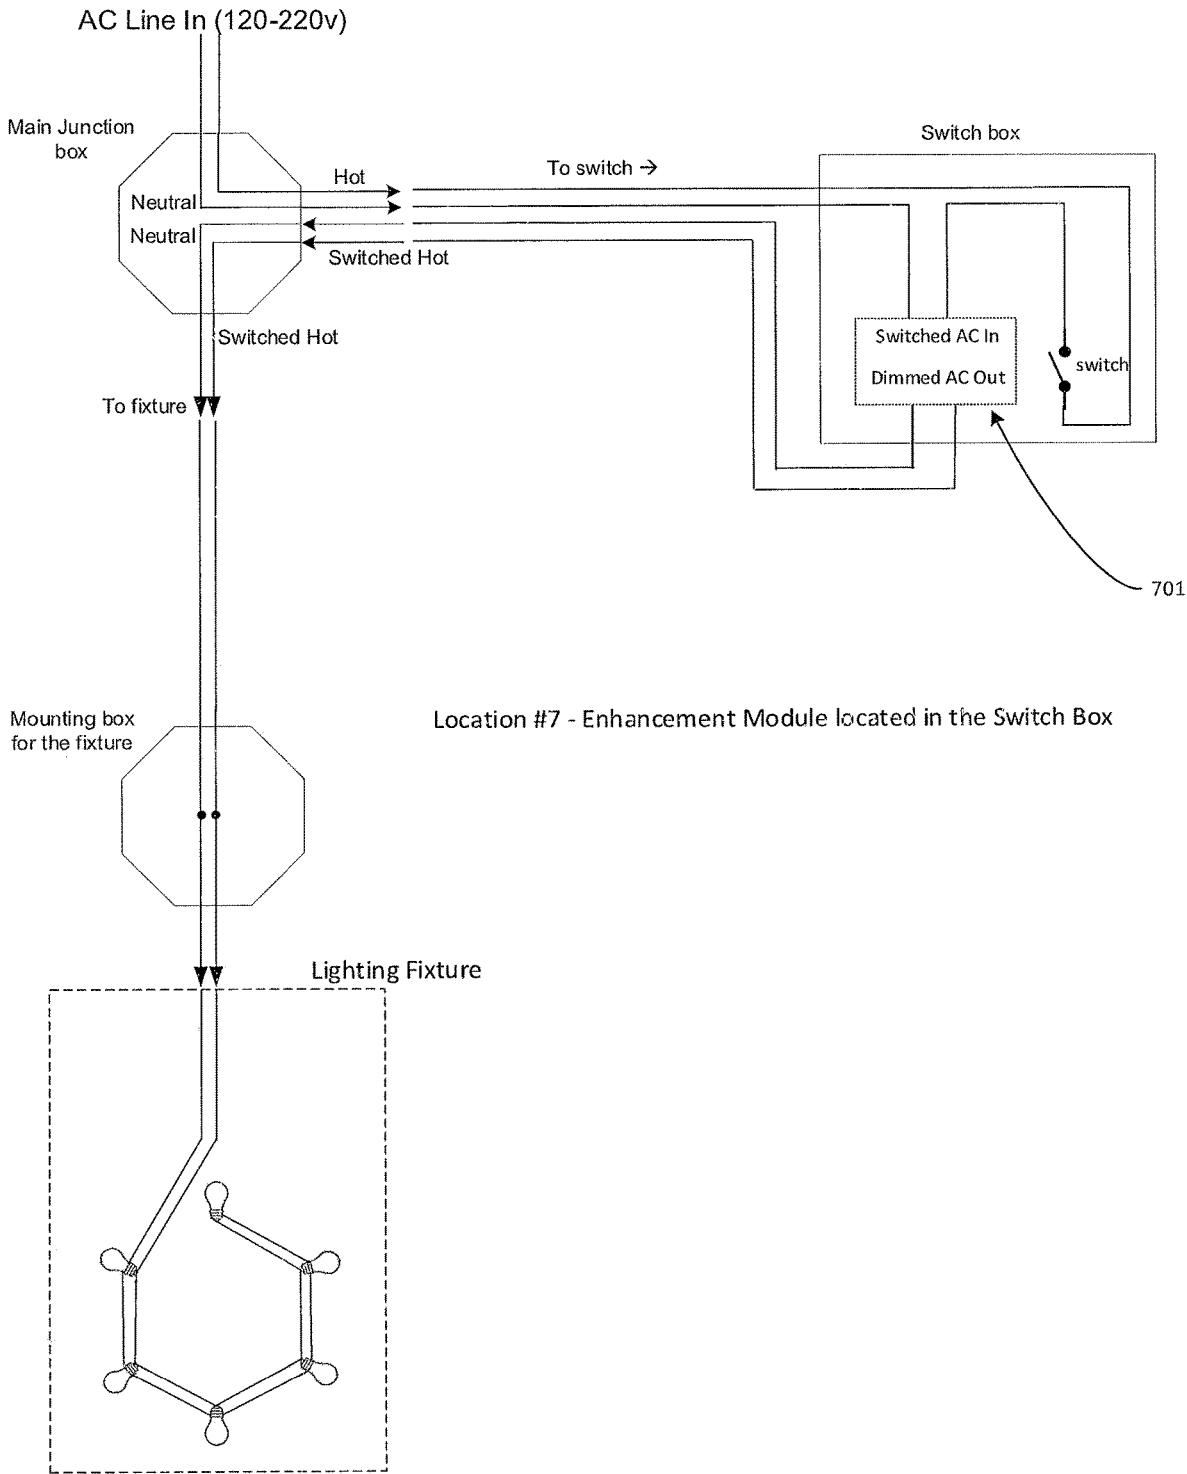 AC Line In (120-220v)
Main Junction
box
Switch box
To switch →
Hot
Neutral
Neutral
Switched Hot
Switched Hot
Switched AC In
Dimmed AC Out
switch
To fixture
701
Location #7 - Enhancement Module located in the Switch Box
Mounting box
for the fixture
Lighting Fixture